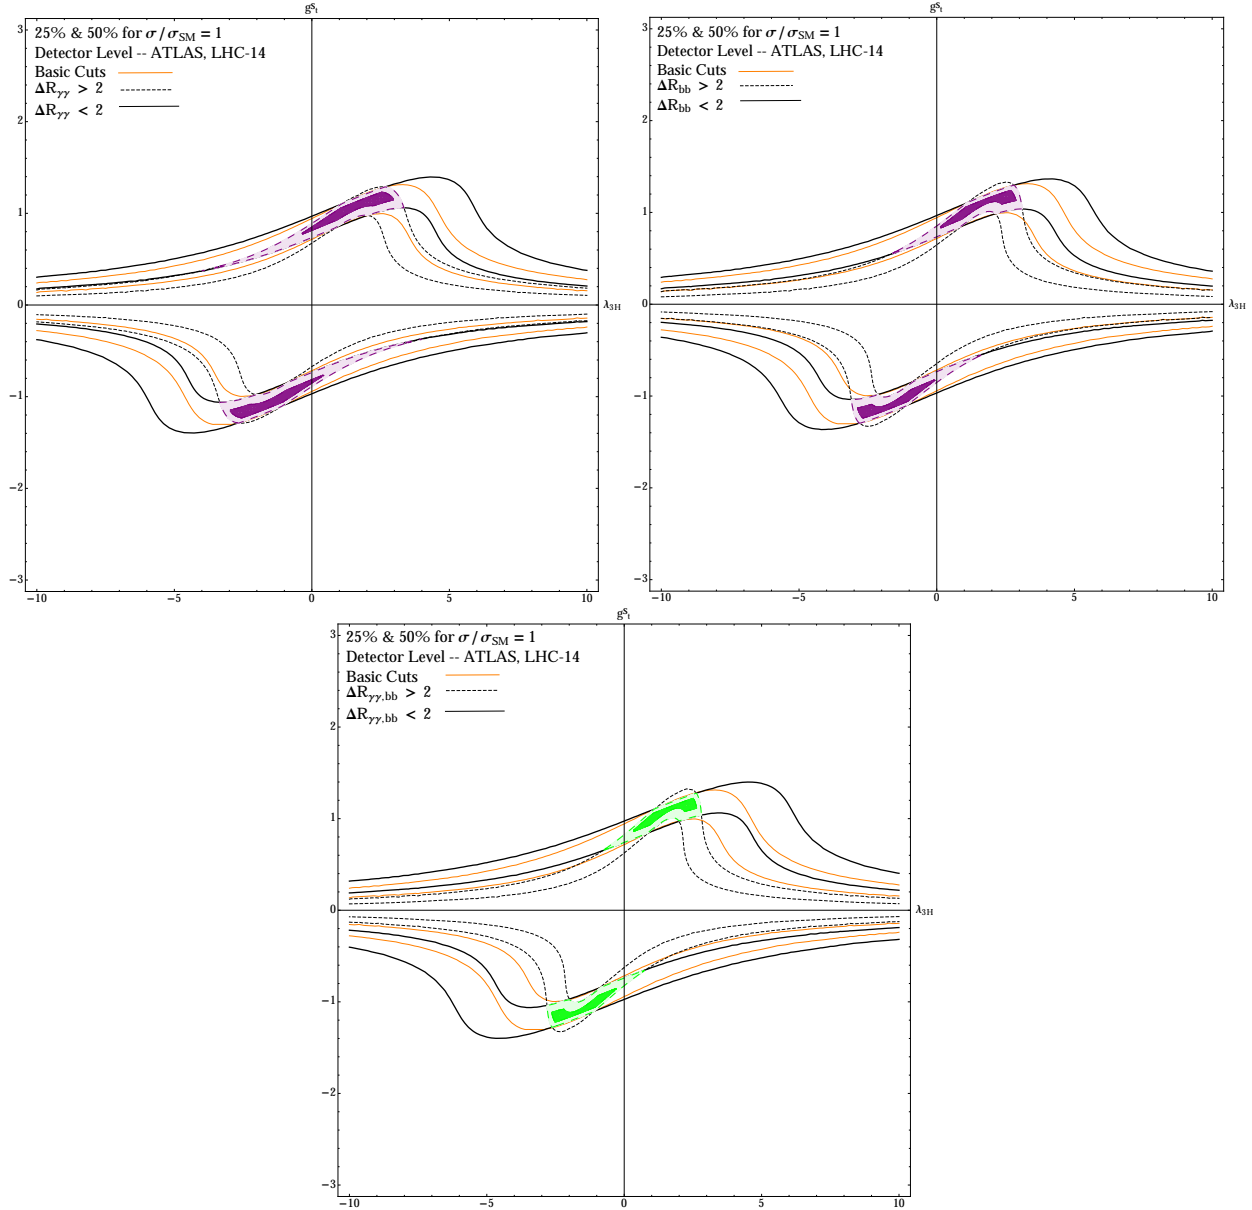 gˢₜ
25% & 50% for σ/σ_SM = 1
Detector Level -- ATLAS, LHC-14
Basic Cuts
ΔR_γγ > 2
ΔR_γγ < 2
3
2
1
0
λ_3H
−1
−2
−3
−10 −5 0 5 10
gˢₜ
25% & 50% for σ/σ_SM = 1
Detector Level -- ATLAS, LHC-14
Basic Cuts
ΔR_bb > 2
ΔR_bb < 2
3
2
1
0
λ_3H
−1
−2
−3
−10 −5 0 5 10
gˢₜ
25% & 50% for σ/σ_SM = 1
Detector Level -- ATLAS, LHC-14
Basic Cuts
ΔR_γγ,bb > 2
ΔR_γγ,bb < 2
3
2
1
0
λ_3H
−1
−2
−3
−10 −5 0 5 10